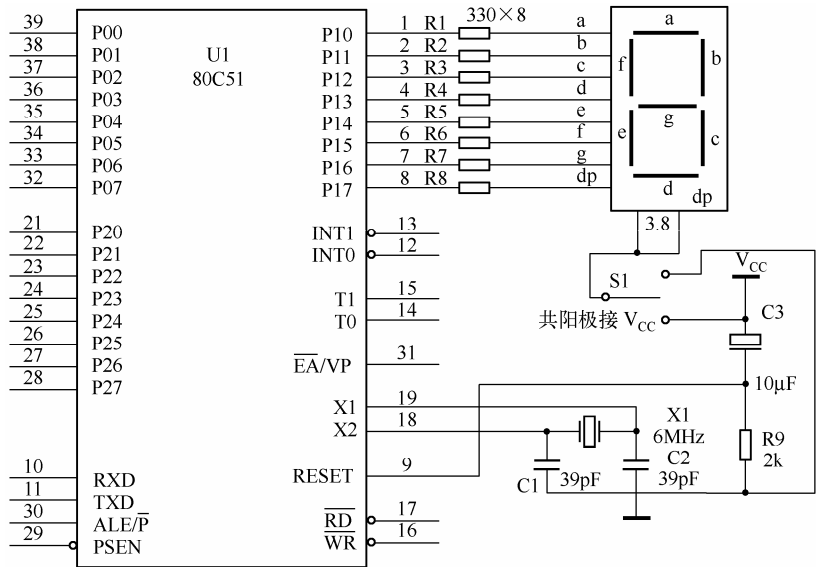 39 P00
38 P01
37 P02
36 P03
35 P04
34 P05
33 P06
32 P07
21 P20
22 P21
23 P22
24 P23
25 P24
26 P25
27 P26
28 P27
10 RXD
11 TXD
30 ALE/P̅
29 PSEN
U1
80C51
330×8
P10 1 R1 a
P11 2 R2 b
P12 3 R3 c
P13 4 R4 d
P14 5 R5 e
P15 6 R6 f
P16 7 R7 g
P17 8 R8 dp
INT1 13
INT0 12
T1 15
T0 14
E̅A̅/VP 31
X1 19
X2 18
RESET 9
R̅D̅ 17
W̅R̅ 16
a
f b
g
e c
d dp
3.8
S1
VCC
共阳极接 VCC
C3
10μF
X1
6MHz
C1 39pF
C2
39pF
R9
2k